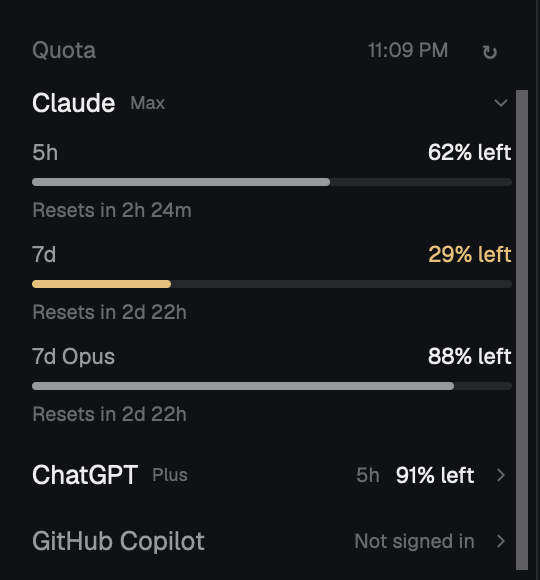 Quota 11:09 PM ↻
Claude Max
5h 62% left
Resets in 2h 24m
7d 29% left
Resets in 2d 22h
7d Opus 88% left
Resets in 2d 22h
ChatGPT Plus 5h 91% left
GitHub Copilot Not signed in